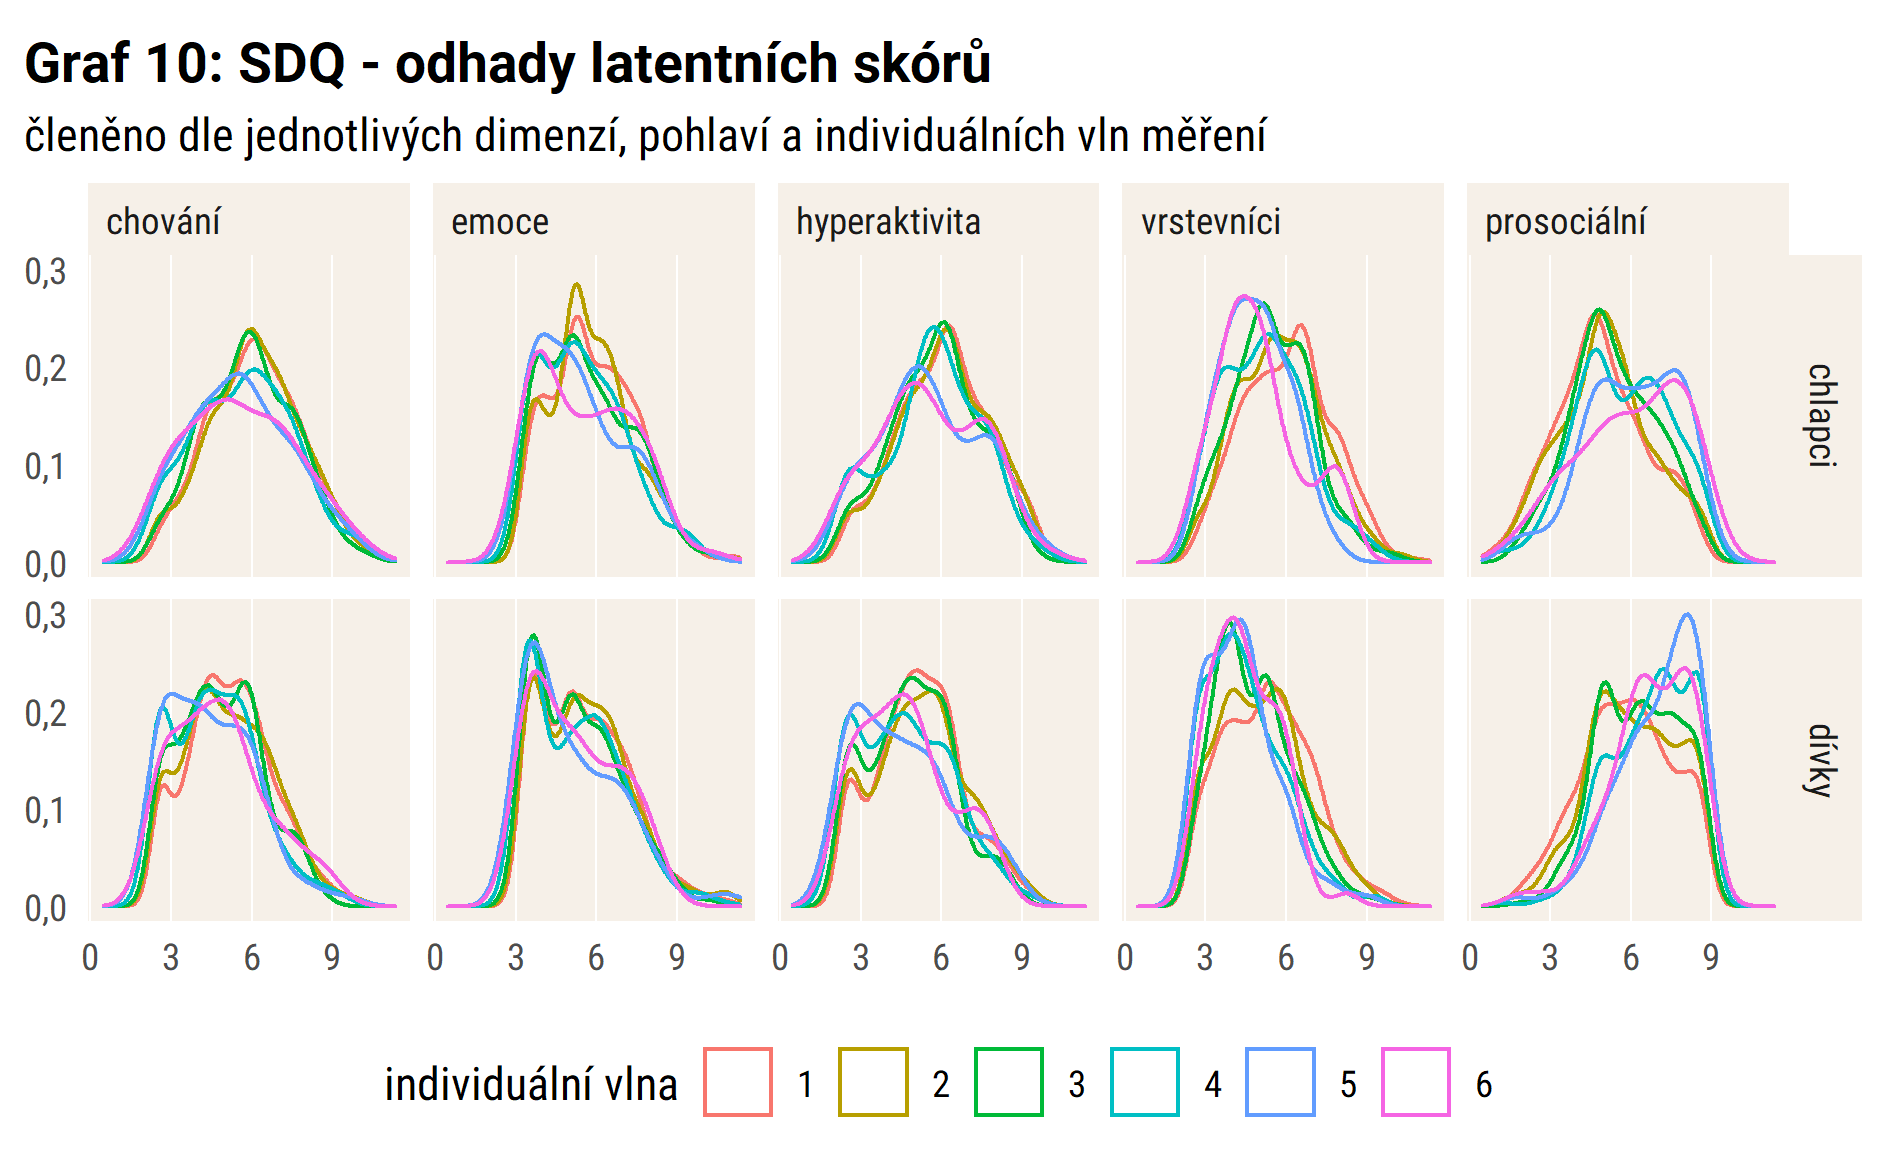 Graf 10: SDQ - odhady latentních skórů
členěno dle jednotlivých dimenzí, pohlaví a individuálních vln měření
chování emoce hyperaktivita vrstevníci prosociální
0,3
0,2
0,1
0,0
chlapci
0,3
0,2
0,1
0,0
dívky
0 3 6 9 0 3 6 9 0 3 6 9 0 3 6 9 0 3 6 9
individuální vlna 1 2 3 4 5 6